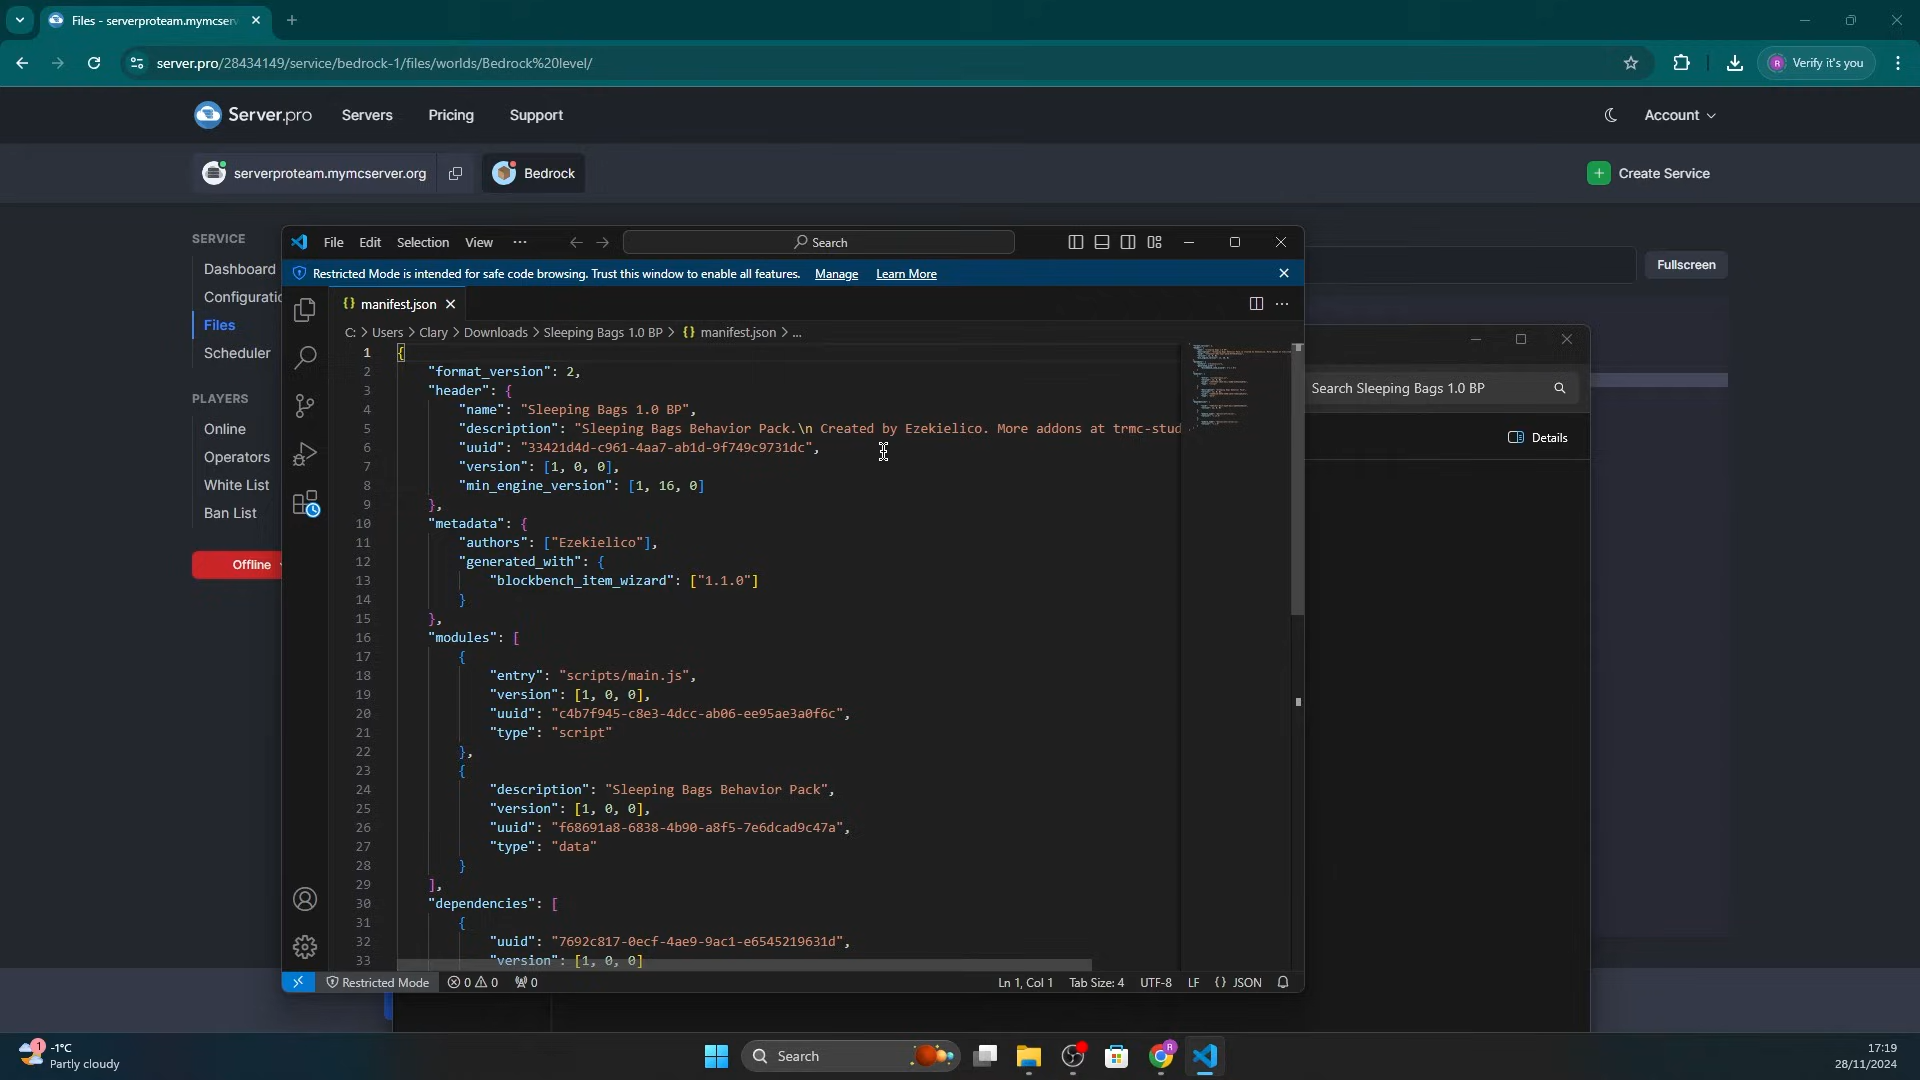 Files - serverproteam.mymcserv
server.pro/28434149/service/bedrock-1/files/worlds/Bedrock%20level/
R
Verify it's you
Server.pro
Servers
Pricing
Support
Account
serverproteam.mymcserver.org
Bedrock
Create Service
SERVICE
Dashboard
Configuratio
Files
Scheduler
PLAYERS
Online
Operators
White List
Ban List
Offline
Fullscreen
File Edit Selection View ...
Search
Restricted Mode is intended for safe code browsing. Trust this window to enable all features. Manage Learn More
{} manifest.json
C: > Users > Clary > Downloads > Sleeping Bags 1.0 BP > {} manifest.json > ...
1 {
2 "format_version": 2,
3 "header": {
4 "name": "Sleeping Bags 1.0 BP",
5 "description": "Sleeping Bags Behavior Pack.\n Created by Ezekielico. More addons at trmc-stud
6 "uuid": "33421d4d-c961-4aa7-ab1d-9f749c9731dc",
7 "version": [1, 0, 0],
8 "min_engine_version": [1, 16, 0]
9 },
10 "metadata": {
11 "authors": ["Ezekielico"],
12 "generated_with": {
13 "blockbench_item_wizard": ["1.1.0"]
14 }
15 },
16 "modules": [
17 {
18 "entry": "scripts/main.js",
19 "version": [1, 0, 0],
20 "uuid": "c4b7f945-c8e3-4dcc-ab06-ee95ae3a0f6c",
21 "type": "script"
22 },
23 {
24 "description": "Sleeping Bags Behavior Pack",
25 "version": [1, 0, 0],
26 "uuid": "f68691a8-6838-4b90-a8f5-7e6dcad9c47a",
27 "type": "data"
28 }
29 ],
30 "dependencies": [
31 {
32 "uuid": "7692c817-0ecf-4ae9-9ac1-e6545219631d",
33 "version": [1, 0, 0]
Restricted Mode 0 0 0
Ln 1, Col 1 Tab Size: 4 UTF-8 LF {} JSON
Search Sleeping Bags 1.0 BP
Details
1
-1°C
Partly cloudy
Search
R
17:19
28/11/2024